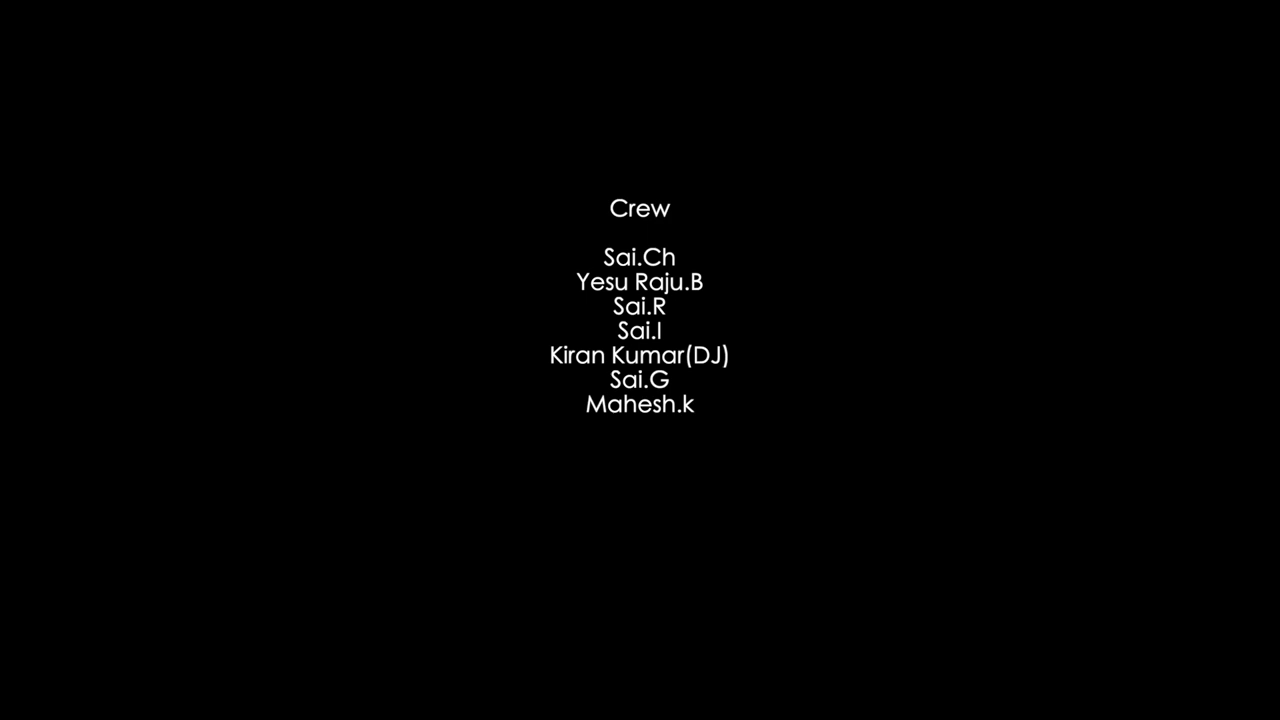 Crew
Sai.Ch
Yesu Raju.B
Sai.R
Sai.I
Kiran Kumar(DJ)
Sai.G
Mahesh.k